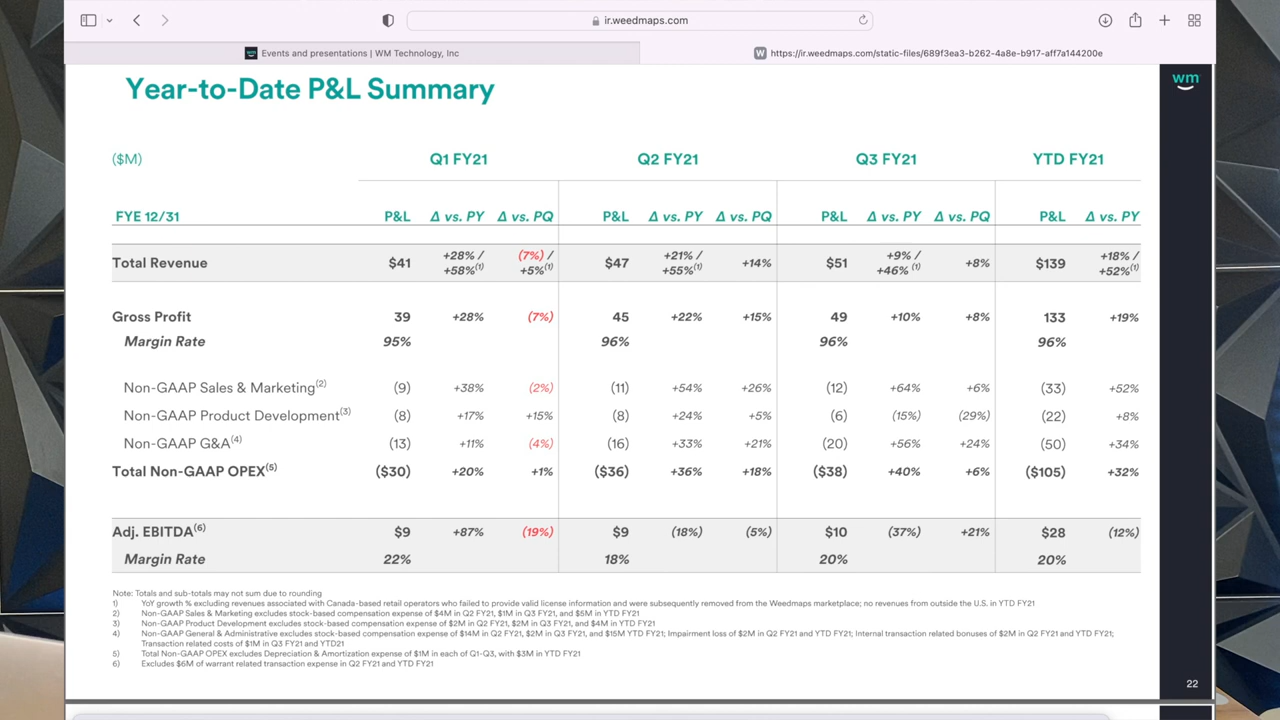 ir.weedmaps.com
wm Events and presentations | WM Technology, Inc
W https://ir.weedmaps.com/static-files/689f3ea3-b262-4a8e-b917-aff7a144200e
Year-to-Date P&L Summary
wm
($M) Q1 FY21 Q2 FY21 Q3 FY21 YTD FY21
FYE 12/31 P&L Δ vs. PY Δ vs. PQ P&L Δ vs. PY Δ vs. PQ P&L Δ vs. PY Δ vs. PQ P&L Δ vs. PY
Total Revenue $41 +28% / +58%(1) (7%) / +5%(1) $47 +21% / +55%(1) +14% $51 +9% / +46% (1) +8% $139 +18% / +52%(1)
Gross Profit 39 +28% (7%) 45 +22% +15% 49 +10% +8% 133 +19%
Margin Rate 95% 96% 96% 96%
Non-GAAP Sales & Marketing(2) (9) +38% (2%) (11) +54% +26% (12) +64% +6% (33) +52%
Non-GAAP Product Development(3) (8) +17% +15% (8) +24% +5% (6) (15%) (29%) (22) +8%
Non-GAAP G&A(4) (13) +11% (4%) (16) +33% +21% (20) +56% +24% (50) +34%
Total Non-GAAP OPEX(5) ($30) +20% +1% ($36) +36% +18% ($38) +40% +6% ($105) +32%
Adj. EBITDA(6) $9 +87% (19%) $9 (18%) (5%) $10 (37%) +21% $28 (12%)
Margin Rate 22% 18% 20% 20%
Note: Totals and sub-totals may not sum due to rounding
1) YoY growth % excluding revenues associated with Canada-based retail operators who failed to provide valid license information and were subsequently removed from the Weedmaps marketplace; no revenues from outside the U.S. in YTD FY21
2) Non-GAAP Sales & Marketing excludes stock-based compensation expense of $4M in Q2 FY21, $1M in Q3 FY21, and $5M in YTD FY21
3) Non-GAAP Product Development excludes stock-based compensation expense of $2M in Q2 FY21, $2M in Q3 FY21, and $4M in YTD FY21
4) Non-GAAP General & Administrative excludes stock-based compensation expense of $14M in Q2 FY21, $2M in Q3 FY21, and $15M YTD FY21; Impairment loss of $2M in Q2 FY21 and YTD FY21; Internal transaction related bonuses of $2M in Q2 FY21 and YTD FY21;
Transaction related costs of $1M in Q3 FY21 and YTD21
5) Total Non-GAAP OPEX excludes Depreciation & Amortization expense of $1M in each of Q1-Q3, with $3M in YTD FY21
6) Excludes $6M of warrant related transaction expense in Q2 FY21 and YTD FY21
22